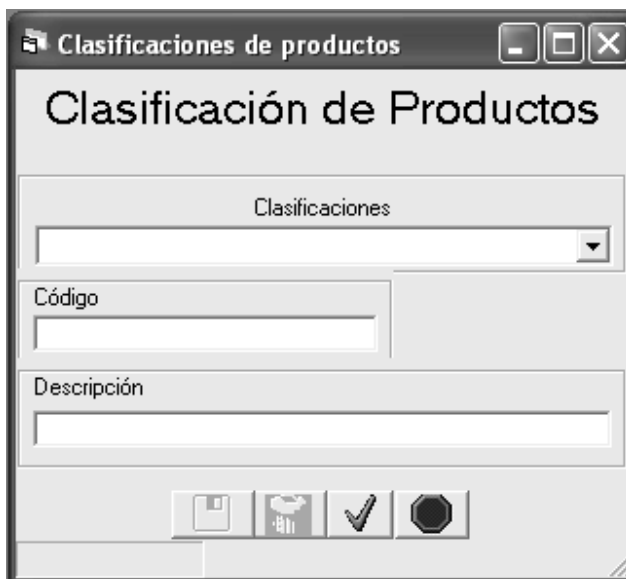 Clasificaciones de productos
Clasificación de Productos
Clasificaciones
Código
Descripción